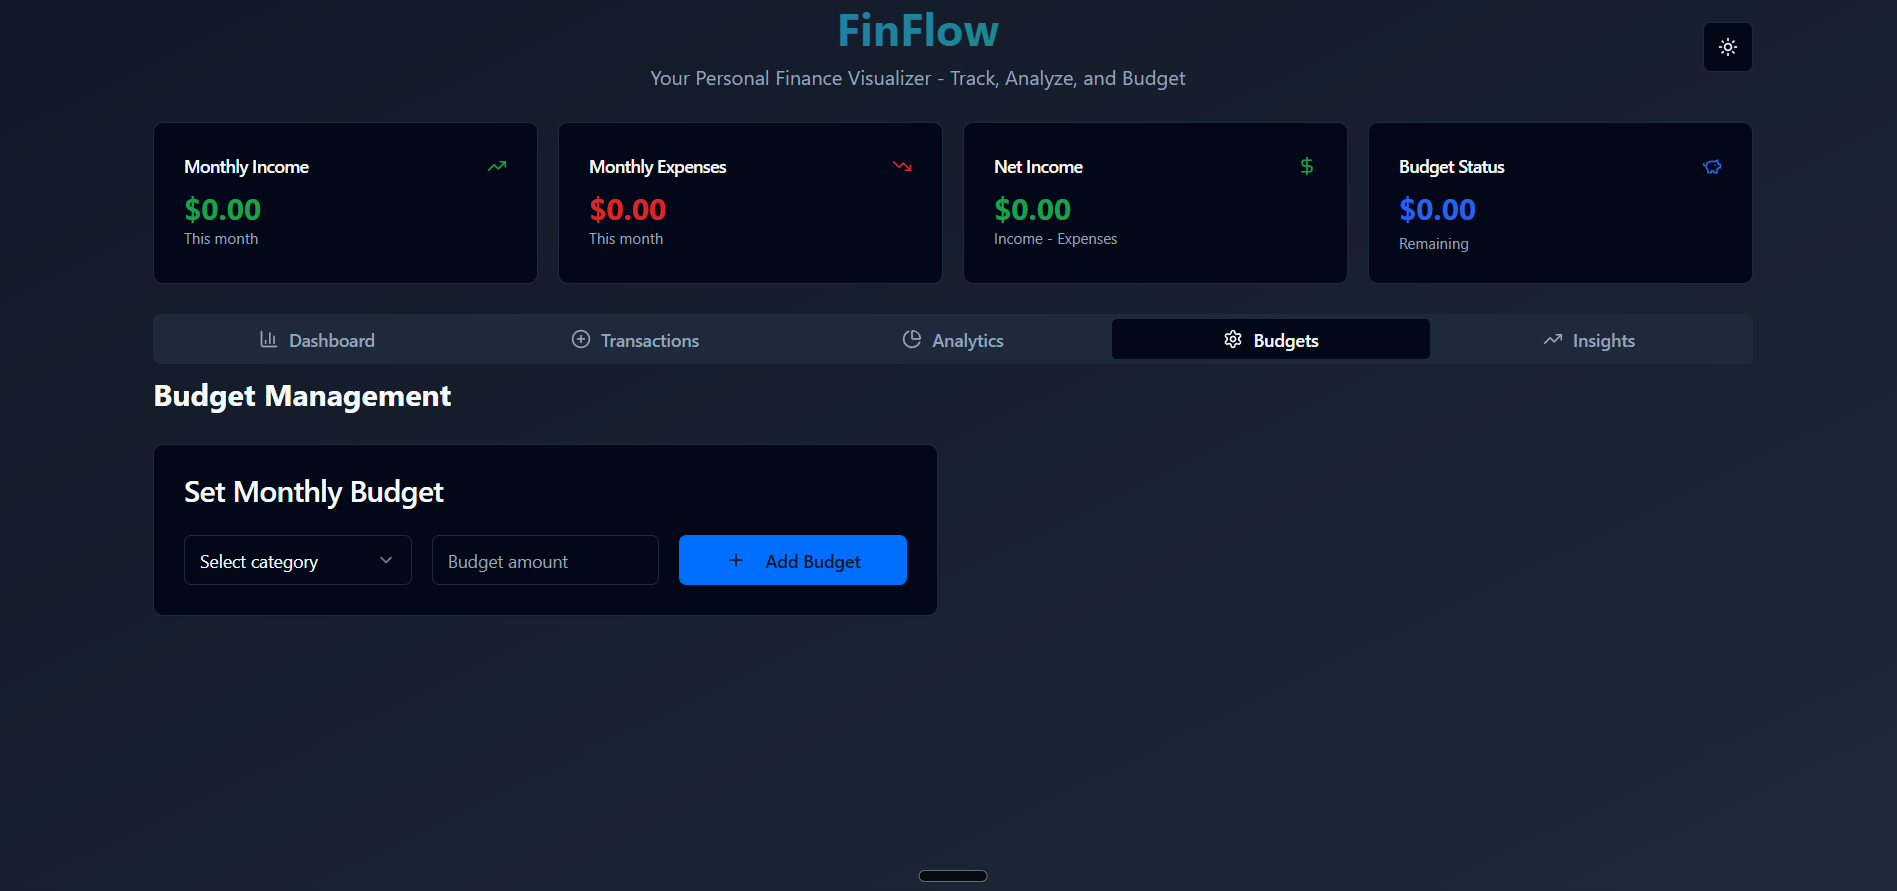 FinFlow
Your Personal Finance Visualizer - Track, Analyze, and Budget
Monthly Income
$0.00
This month
Monthly Expenses
$0.00
This month
Net Income
$0.00
Income - Expenses
Budget Status
$0.00
Remaining
Dashboard
Transactions
Analytics
Budgets
Insights
Budget Management
Set Monthly Budget
Select category
Budget amount
Add Budget